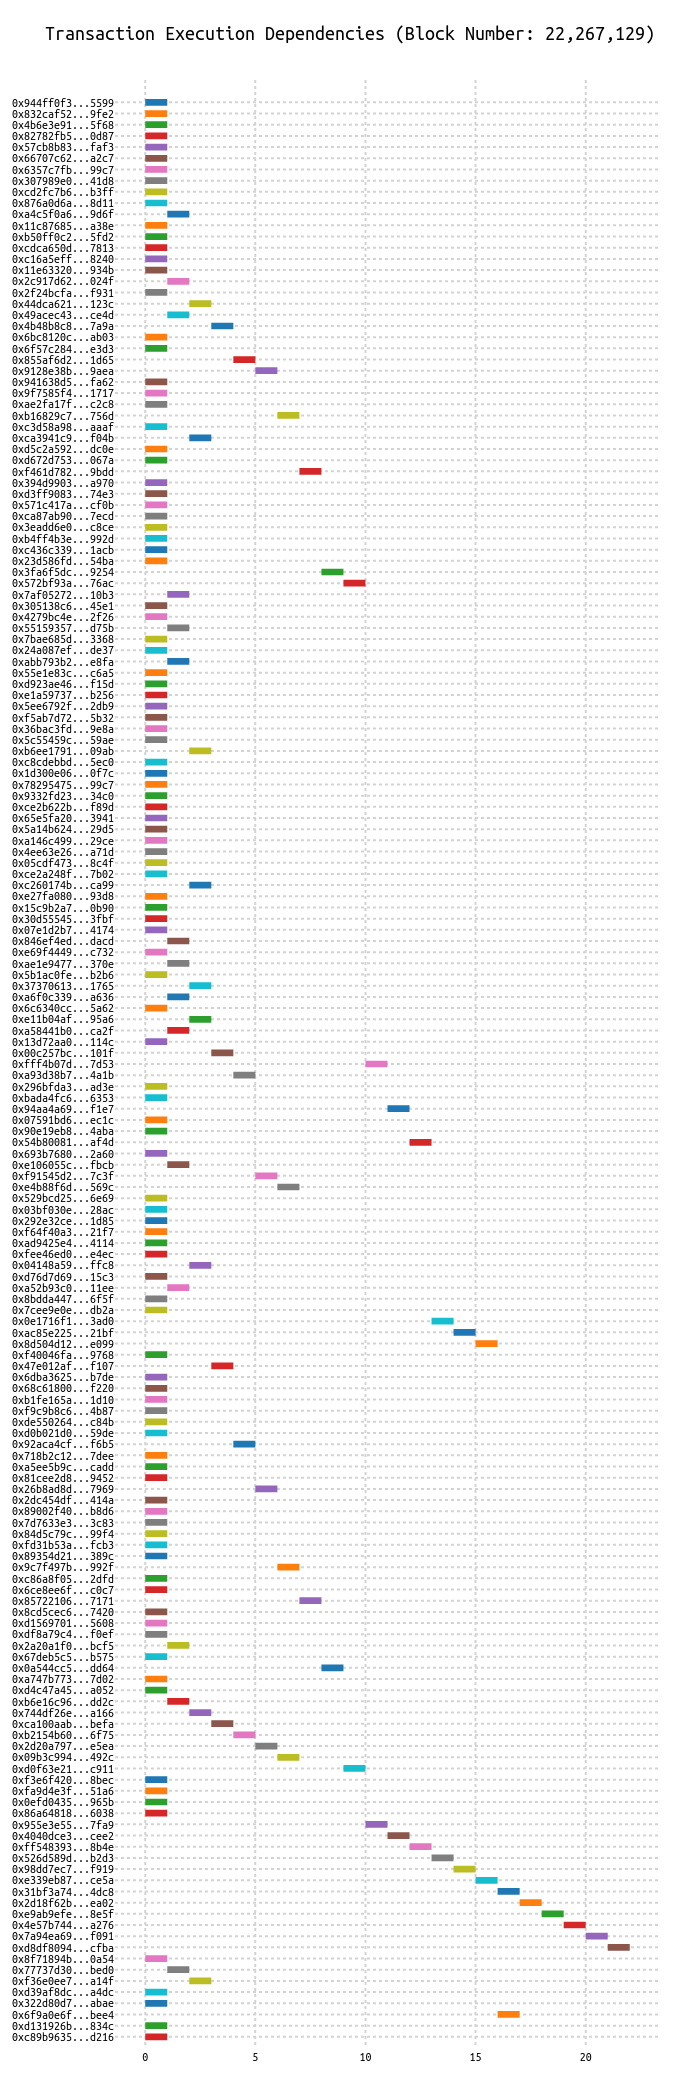 Transaction Execution Dependencies (Block Number: 22,267,129)
0x944ff0f3...5599
0x832caf52...9fe2
0x4b6e3e91...5f68
0x82782fb5...0d87
0x57cb8b83...faf3
0x66707c62...a2c7
0x6357c7fb...99c7
0x307989e0...41d8
0xcd2fc7b6...b3ff
0x876a0d6a...8d11
0xa4c5f0a6...9d6f
0x11c87685...a38e
0xb50ff0c2...5fd2
0xcdca650d...7813
0xc16a5eff...8240
0x11e63320...934b
0x2c917d62...024f
0x2f24bcfa...f931
0x44dca621...123c
0x49acec43...ce4d
0x4b48b8c8...7a9a
0x6bc8120c...ab03
0x6f57c284...e3d3
0x855af6d2...1d65
0x9128e38b...9aea
0x941638d5...fa62
0x9f7585f4...1717
0xae2fa17f...c2c8
0xb16829c7...756d
0xc3d58a98...aaaf
0xca3941c9...f04b
0xd5c2a592...dc0e
0xd672d753...067a
0xf461d782...9bdd
0x394d9903...a970
0xd3ff9083...74e3
0x571c417a...cf0b
0xca87ab90...7ecd
0x3eadd6e0...c8ce
0xb4ff4b3e...992d
0xc436c339...1acb
0x23d586fd...54ba
0x3fa6f5dc...9254
0x572bf93a...76ac
0x7af05272...10b3
0x305138c6...45e1
0x4279bc4e...2f26
0x55159357...d75b
0x7bae685d...3368
0x24a087ef...de37
0xabb793b2...e8fa
0x55e1e83c...c6a5
0xd923ae46...f15d
0xe1a59737...b256
0x5ee6792f...2db9
0xf5ab7d72...5b32
0x36bac3fd...9e8a
0x5c55459c...59ae
0xb6ee1791...09ab
0xc8cdebbd...5ec0
0x1d300e06...0f7c
0x78295475...99c7
0x9332fd23...34c0
0xce2b622b...f89d
0x65e5fa20...3941
0x5a14b624...29d5
0xa146c499...29ce
0x4ee63e26...a71d
0x05cdf473...8c4f
0xce2a248f...7b02
0xc260174b...ca99
0xe27fa080...93d8
0x15c9b2a7...0b90
0x30d55545...3fbf
0x07e1d2b7...4174
0x846ef4ed...dacd
0xe69f4449...c732
0xae1e9477...370e
0x5b1ac0fe...b2b6
0x37370613...1765
0xa6f0c339...a636
0x6c6340cc...5a62
0xe11b04af...95a6
0xa58441b0...ca2f
0x13d72aa0...114c
0x00c257bc...101f
0xfff4b07d...7d53
0xa93d38b7...4a1b
0x296bfda3...ad3e
0xbada4fc6...6353
0x94aa4a69...f1e7
0x07591bd6...ec1c
0x90e19eb8...4aba
0x54b80081...af4d
0x693b7680...2a60
0xe106055c...fbcb
0xf91545d2...7c3f
0xe4b88f6d...569c
0x529bcd25...6e69
0x03bf030e...28ac
0x292e32ce...1d85
0xf64f40a3...21f7
0xad9425e4...4114
0xfee46ed0...e4ec
0x04148a59...ffc8
0xd76d7d69...15c3
0xa52b93c0...11ee
0x8bdda447...6f5f
0x7cee9e0e...db2a
0x0e1716f1...3ad0
0xac85e225...21bf
0x8d504d12...e099
0xf40046fa...9768
0x47e012af...f107
0x6dba3625...b7de
0x68c61800...f220
0xb1fe165a...1d10
0xf9c9b8c6...4b87
0xde550264...c84b
0xd0b021d0...59de
0x92aca4cf...f6b5
0x718b2c12...7dee
0xa5ee5b9c...cadd
0x81cee2d8...9452
0x26b8ad8d...7969
0x2dc454df...414a
0x89002f40...b8d6
0x7d7633e3...3c83
0x84d5c79c...99f4
0xfd31b53a...fcb3
0x89354d21...389c
0x9c7f497b...992f
0xc86a8f05...2dfd
0x6ce8ee6f...c0c7
0x85722106...7171
0x8cd5cec6...7420
0xd1569701...5608
0xdf8a79c4...f0ef
0x2a20a1f0...bcf5
0x67deb5c5...b575
0x0a544cc5...dd64
0xa747b773...7d02
0xd4c47a45...a052
0xb6e16c96...dd2c
0x744df26e...a166
0xca100aab...befa
0xb2154b60...6f75
0x2d20a797...e5ea
0x09b3c994...492c
0xd0f63e21...c911
0xf3e6f420...8bec
0xfa9d4e3f...51a6
0x0efd0435...965b
0x86a64818...6038
0x955e3e55...7fa9
0x4040dce3...cee2
0xff548393...8b4e
0x526d589d...b2d3
0x98dd7ec7...f919
0xe339eb87...ce5a
0x31bf3a74...4dc8
0x2d18f62b...ea02
0xe9ab9efe...8e5f
0x4e57b744...a276
0x7a94ea69...f091
0xd8df8094...cfba
0x8f71894b...0a54
0x77737d30...bed0
0xf36e0ee7...a14f
0xd39af8dc...a4dc
0x322d80d7...abae
0x6f9a0e6f...bee4
0xd131926b...834c
0xc89b9635...d216
0 5 10 15 20